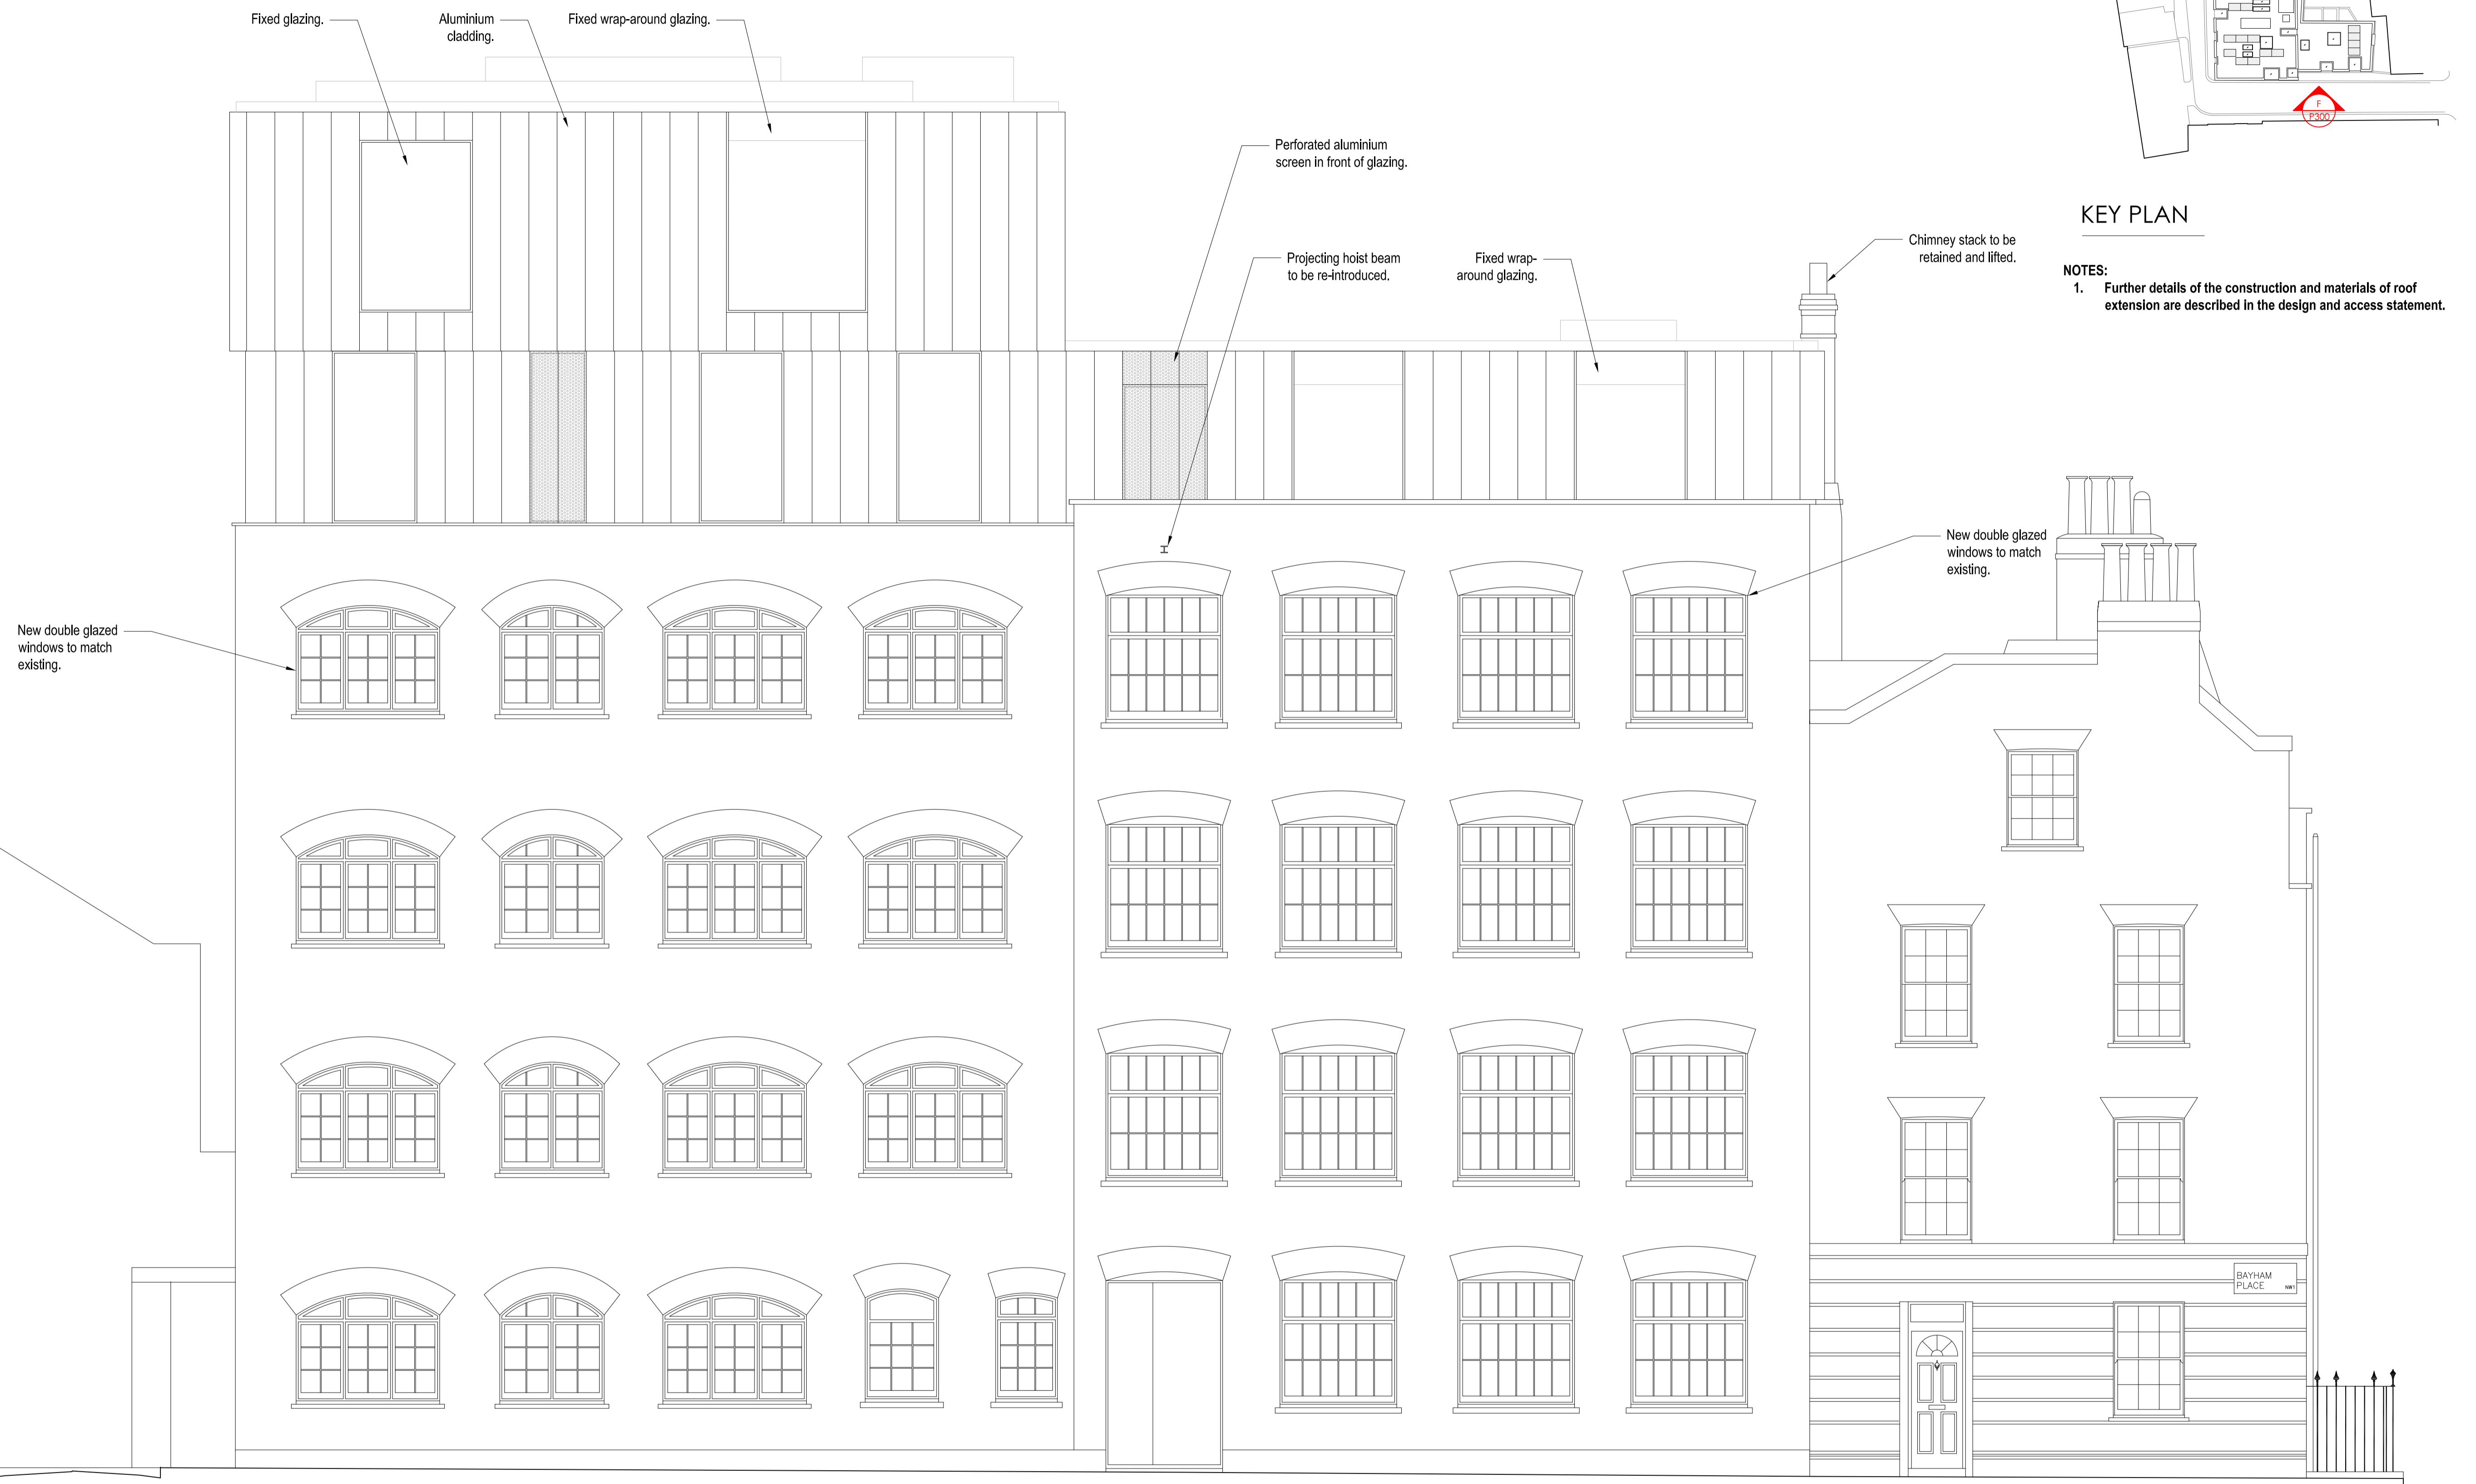 Fixed glazing.
Aluminium
cladding.
Fixed wrap-around glazing.
F
P300
Perforated aluminium
screen in front of glazing.
KEY PLAN
Projecting hoist beam
to be re-introduced.
Fixed wrap-
around glazing.
Chimney stack to be
retained and lifted.
NOTES:
1. Further details of the construction and materials of roof
extension are described in the design and access statement.
New double glazed
windows to match
existing.
New double glazed
windows to match
existing.
BAYHAM
PLACE NW1